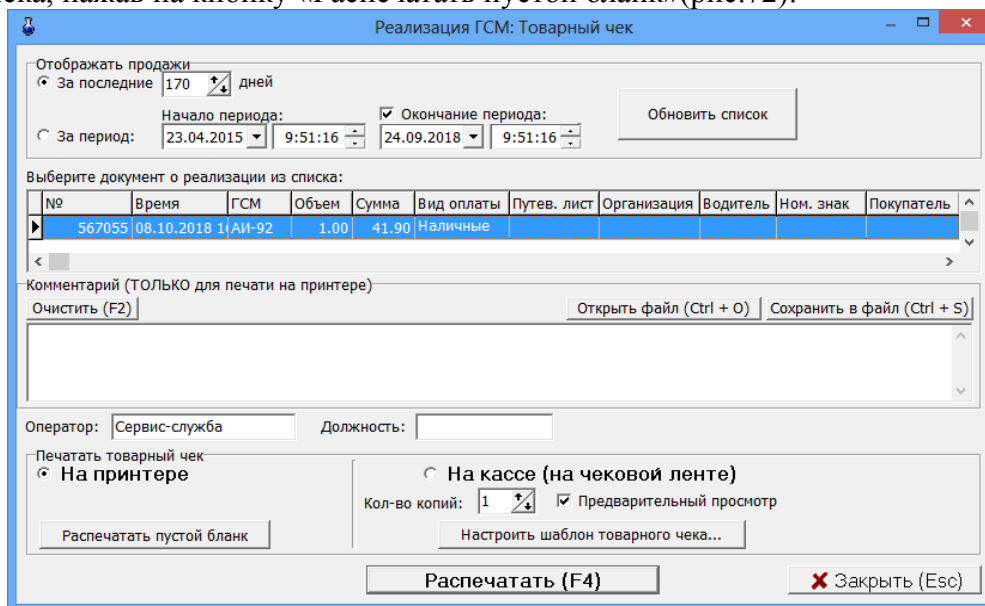 нажав на кнопку «Распечатать пустой бланк»(рис.72).
Реализация ГСМ: Товарный чек
Отображать продажи
За последние 170 дней
Начало периода: Окончание периода:
За период: 23.04.2015 9:51:16 24.09.2018 9:51:16 Обновить список
Выберите документ о реализации из списка:
№ Время ГСМ Объем Сумма Вид оплаты Путев. лист Организация Водитель Ном. знак Покупатель
567055 08.10.2018 АИ-92 1.00 41.90 Наличные
Комментарий (ТОЛЬКО для печати на принтере)
Очистить (F2) Открыть файл (Ctrl + O) Сохранить в файл (Ctrl + S)
Оператор: Сервис-служба Должность:
Печатать товарный чек
На принтере На кассе (на чековой ленте)
Кол-во копий: 1 Предварительный просмотр
Распечатать пустой бланк Настроить шаблон товарного чека...
Распечатать (F4) Закрыть (Esc)